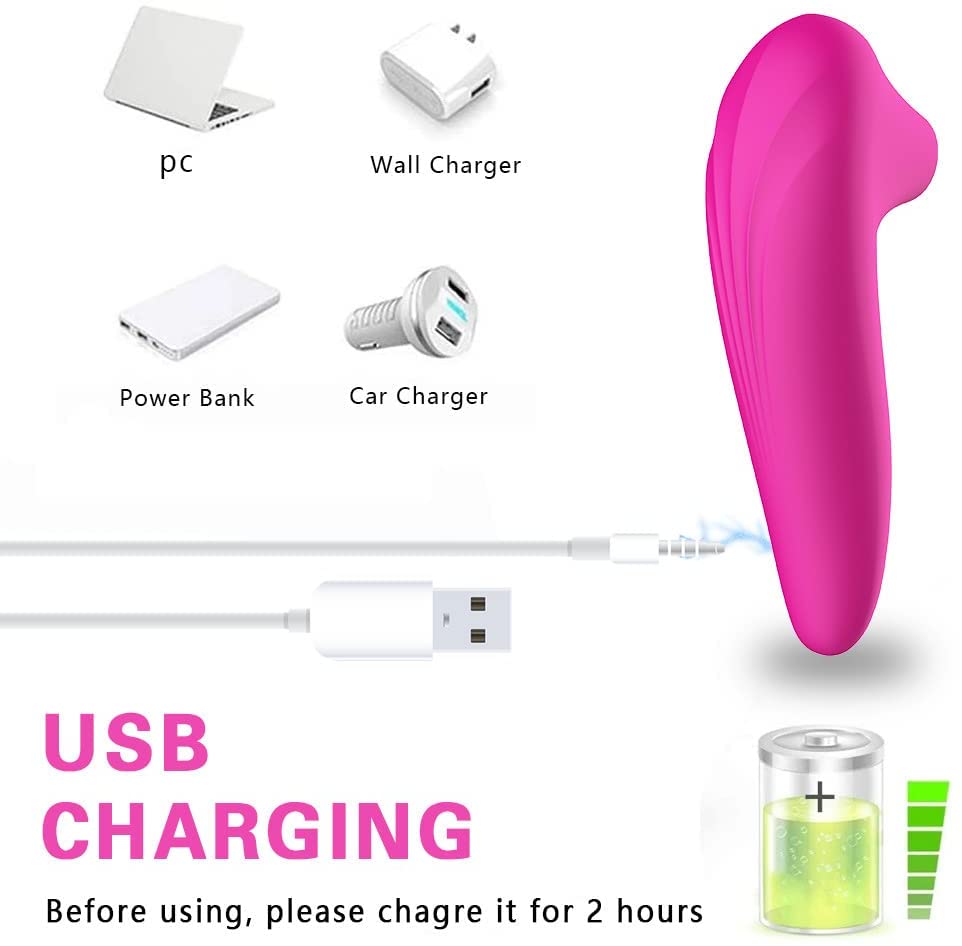 pc
Wall Charger
Power Bank
Car Charger
+
USB
CHARGING
Before using, please chagre it for 2 hours